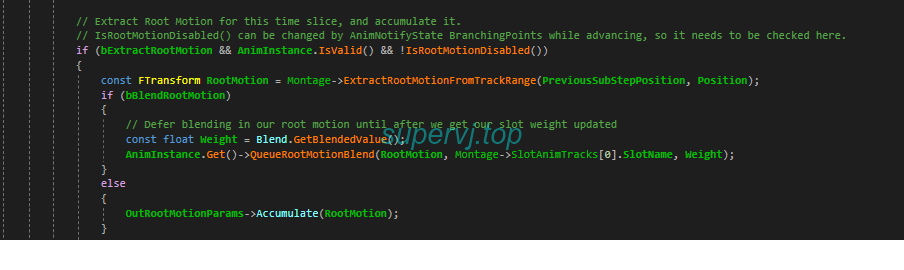 // Extract Root Motion for this time slice, and accumulate it.
// IsRootMotionDisabled() can be changed by AnimNotifyState BranchingPoints while advancing, so it needs to be checked here.
if (bExtractRootMotion && AnimInstance.IsValid() && !IsRootMotionDisabled())
{
const FTransform RootMotion = Montage->ExtractRootMotionFromTrackRange(PreviousSubStepPosition, Position);
if (bBlendRootMotion)
{
// Defer blending in our root motion until after we get our slot weight updated
const float Weight = Blend.GetBlendedValue();
supervj.top
AnimInstance.Get()->QueueRootMotionBlend(RootMotion, Montage->SlotAnimTracks[0].SlotName, Weight);
}
else
{
OutRootMotionParams->Accumulate(RootMotion);
}